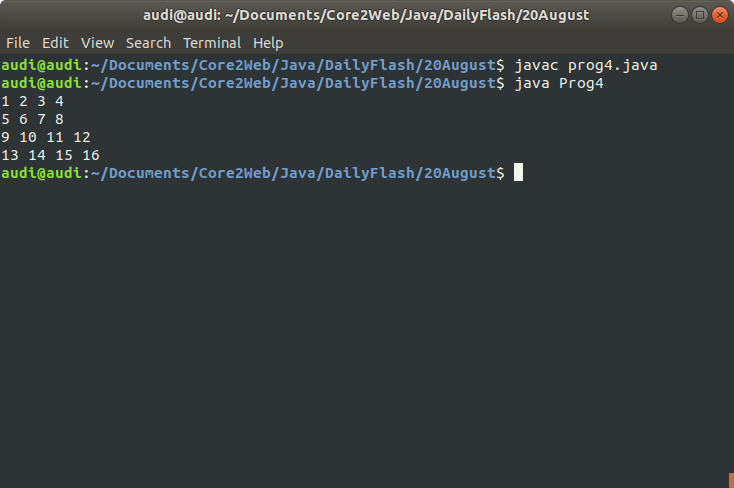 audi@audi: ~/Documents/Core2Web/Java/DailyFlash/20August
File Edit View Search Terminal Help
audi@audi:~/Documents/Core2Web/Java/DailyFlash/20August$ javac prog4.java
audi@audi:~/Documents/Core2Web/Java/DailyFlash/20August$ java Prog4
1 2 3 4
5 6 7 8
9 10 11 12
13 14 15 16
audi@audi:~/Documents/Core2Web/Java/DailyFlash/20August$